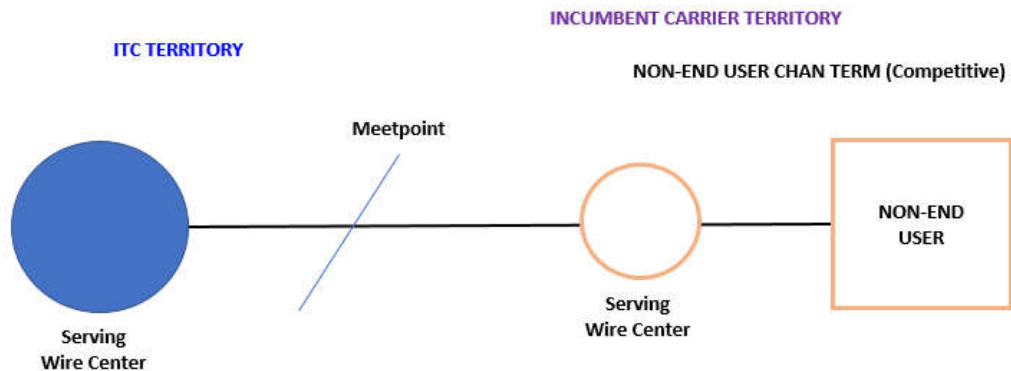 INCUMBENT CARRIER TERRITORY
ITC TERRITORY
NON-END USER CHAN TERM (Competitive)
Meetpoint
NON-END
USER
Serving
Wire Center
Serving
Wire Center